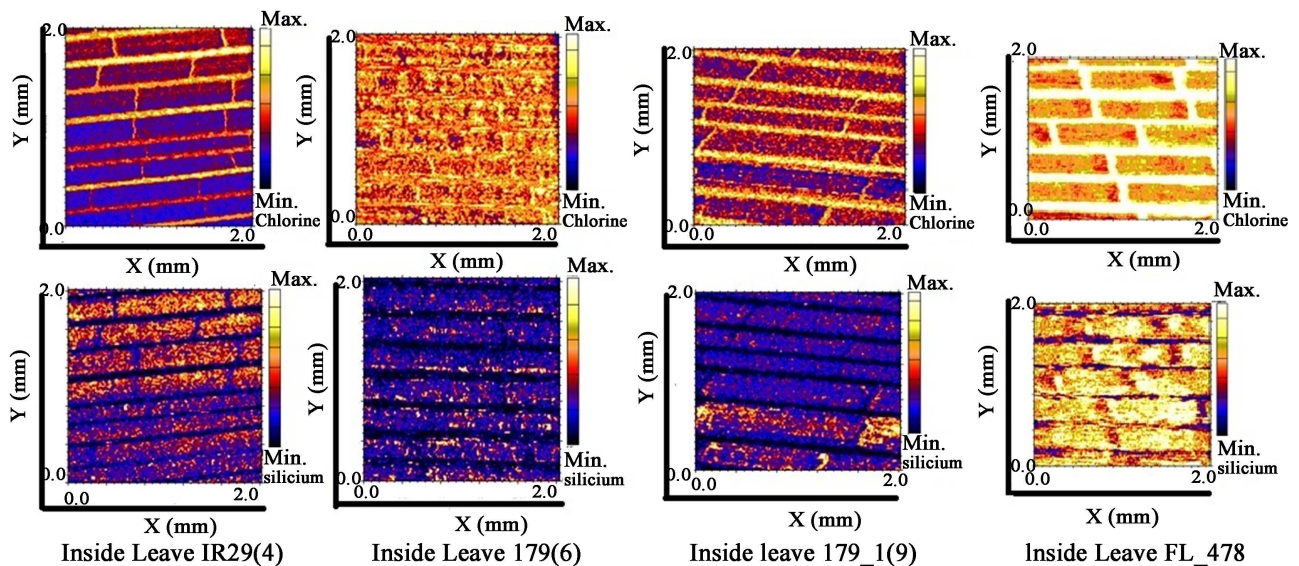 Max.
2.0
Y (mm)
0.0
Min.
Chlorine
0.0
2.0
X (mm)
Max.
2.0
Y (mm)
0.0
Min.
Chlorine
0.0
2.0
X (mm)
Max.
2.0
Y (mm)
0.0
Min.
Chlorine
0.0
2.0
X (mm)
Max.
2.0
Y (mm)
0.0
Min.
Chlorine
0.0
2.0
X (mm)
Max.
2.0
Y (mm)
0.0
Min.
silicium
0.0
2.0
X (mm)
Inside Leave IR29(4)
Max.
2.0
Y (mm)
0.0
Min.
silicium
0.0
2.0
X (mm)
Inside Leave 179(6)
Max.
2.0
Y (mm)
0.0
Min.
silicium
0.0
2.0
X (mm)
Inside leave 179_1(9)
Max.
2.0
Y (mm)
0.0
Min.
silicium
0.0
2.0
X (mm)
Inside Leave FL_478